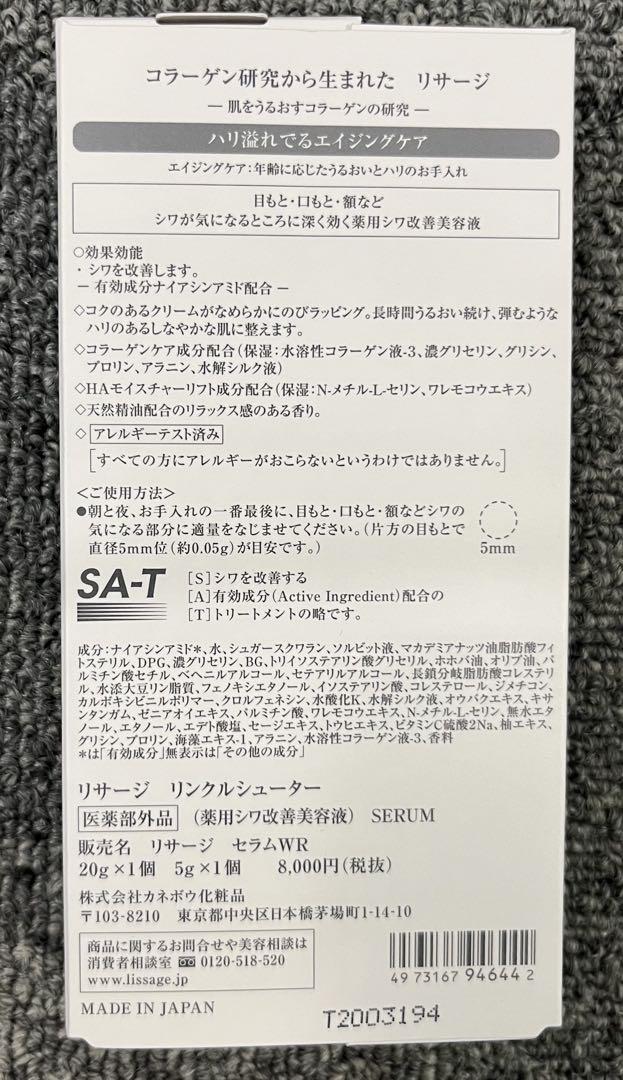 コラーゲン研究から生まれた リサージ
― 肌をうるおすコラーゲンの研究 ―
ハリ溢れでるエイジングケア
エイジングケア:年齢に応じたうるおいとハリのお手入れ
目もと・口もと・額など
シワが気になるところに深く効く薬用シワ改善美容液
○効果効能
・シワを改善します。
― 有効成分ナイアシンアミド配合 ―
◇コクのあるクリームがなめらかにのびラッピング。長時間うるおい続け、弾むような
ハリのあるしなやかな肌に整えます。
◇コラーゲンケア成分配合(保湿:水溶性コラーゲン液-3、濃グリセリン、グリシン、
プロリン、アラニン、水解シルク液)
◇HAモイスチャーリフト成分配合(保湿:N-メチル-L-セリン、ワレモコウエキス)
◇天然精油配合のリラックス感のある香り。
◇アレルギーテスト済み
[すべての方にアレルギーがおこらないというわけではありません。]
<ご使用方法>
●朝と夜、お手入れの一番最後に、目もと・口もと・額などシワの
気になる部分に適量をなじませてください。(片方の目もとで
直径5mm位(約0.05g)が目安です。)
5mm
SA-T
[S]シワを改善する
[A]有効成分(Active Ingredient)配合の
[T]トリートメントの略です。
成分:ナイアシンアミド*、水、シュガースクワラン、ソルビット液、マカデミアナッツ油脂肪酸フィ
トステリル、DPG、濃グリセリン、BG、トリイソステアリン酸グリセリル、ホホバ油、オリブ油、パ
ルミチン酸セチル、ベヘニルアルコール、セテアリルアルコール、長鎖分岐脂肪酸コレステリ
ル、水添大豆リン脂質、フェノキシエタノール、イソステアリン酸、コレステロール、ジメチコン、
カルボキシビニルポリマー、クロルフェネシン、水酸化K、水解シルク液、オウバクエキス、キサ
ンタンガム、ゼニアオイエキス、パルミチン酸、ワレモコウエキス、N-メチル-L-セリン、無水エタ
ノール、エタノール、エデト酸塩、セージエキス、トウヒエキス、ビタミンC硫酸2Na、柚エキス、
グリシン、プロリン、海藻エキス-1、アラニン、水溶性コラーゲン液-3、香料
*は「有効成分」無表示は「その他の成分」
リサージ リンクルシューター
医薬部外品 (薬用シワ改善美容液) SERUM
販売名 リサージ セラムWR
20g×1個 5g×1個 8,000円(税抜)
株式会社カネボウ化粧品
〒103-8210 東京都中央区日本橋茅場町1-14-10
商品に関するお問合せや美容相談は
消費者相談室 0120-518-520
www.lissage.jp
4 973167 946442
MADE IN JAPAN
T2003194